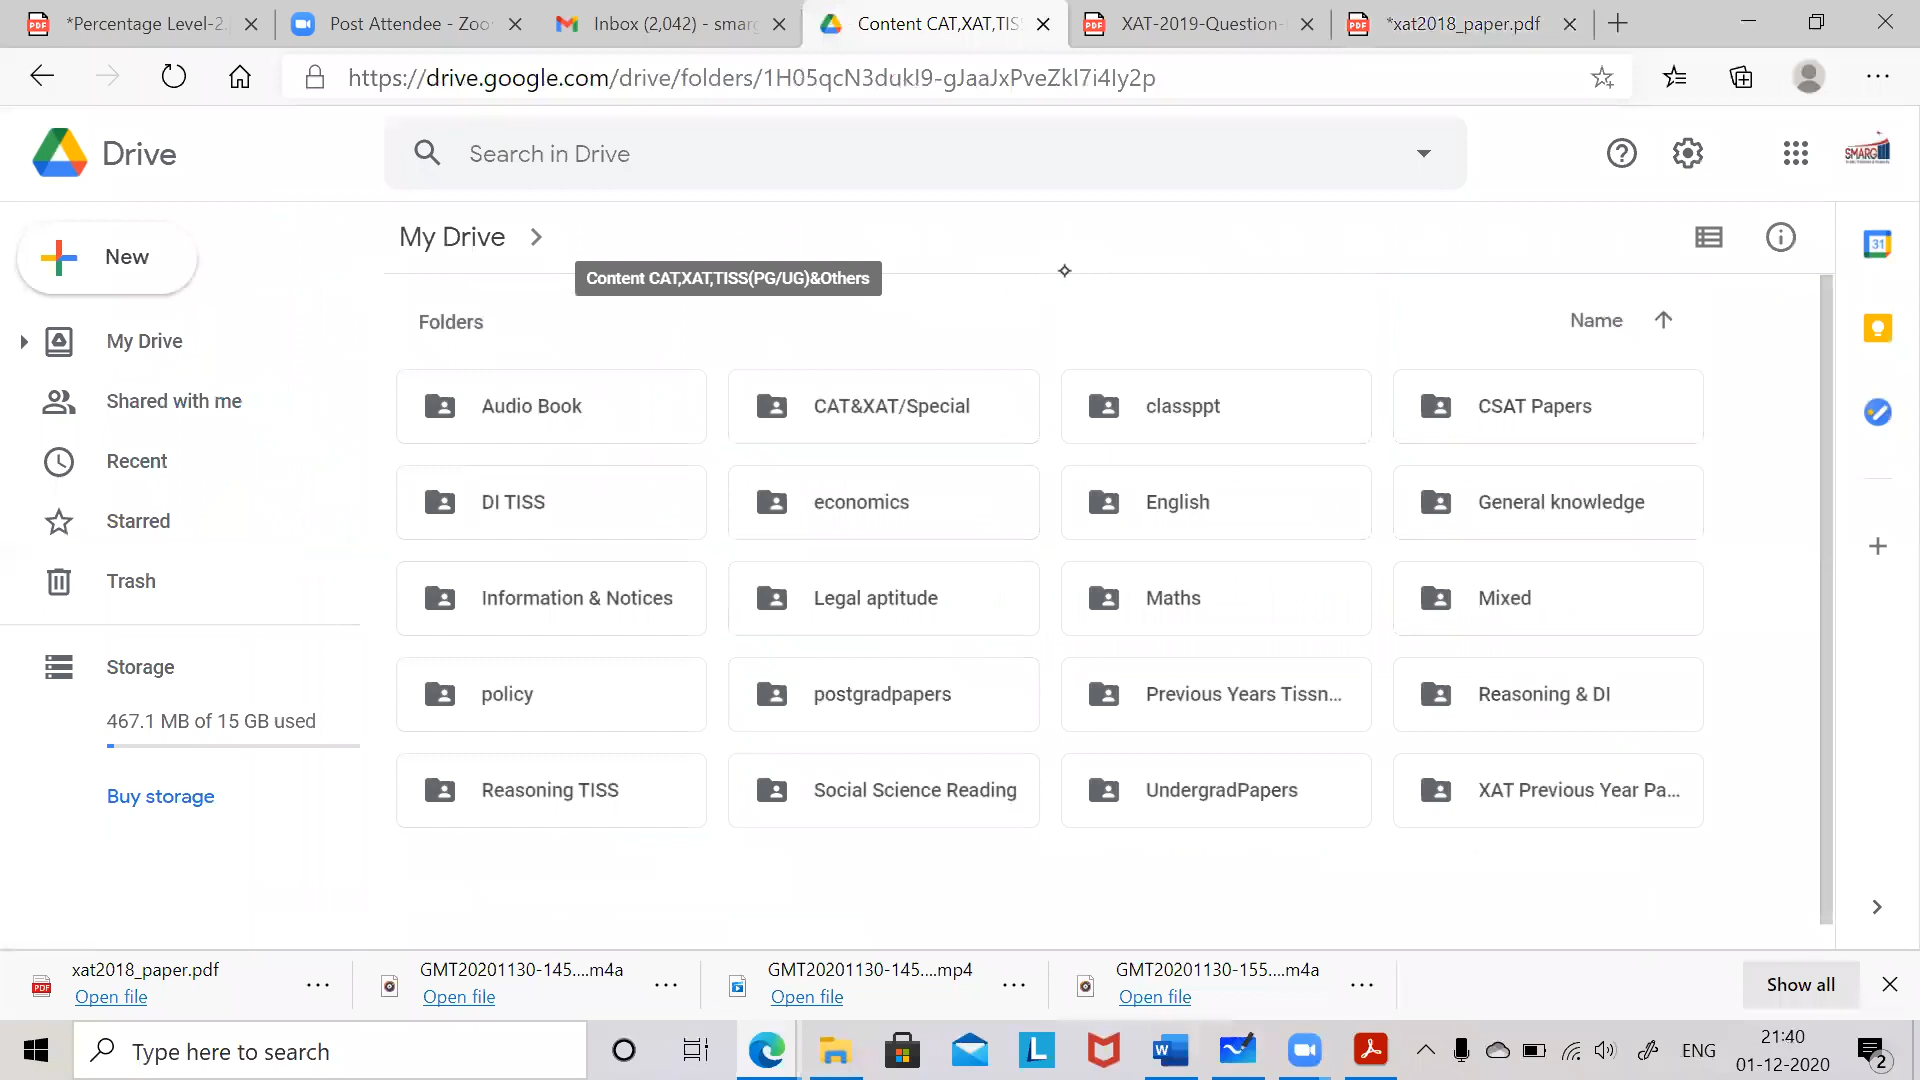 *Percentage Level-2.
Post Attendee - Zoo
Inbox (2,042) - smarg
Content CAT,XAT,TIS
XAT-2019-Question-
*xat2018_paper.pdf
https://drive.google.com/drive/folders/1H05qcN3dukI9-gJaaJxPveZkI7i4Iy2p
Drive
Search in Drive
SMARG
New
My Drive
Content CAT,XAT,TISS(PG/UG)&Others
31
Folders
Name
My Drive
Shared with me
Recent
Starred
Trash
Storage
467.1 MB of 15 GB used
Buy storage
Audio Book
CAT&XAT/Special
classppt
CSAT Papers
DI TISS
economics
English
General knowledge
Information & Notices
Legal aptitude
Maths
Mixed
policy
postgradpapers
Previous Years Tissn...
Reasoning & DI
Reasoning TISS
Social Science Reading
UndergradPapers
XAT Previous Year Pa...
xat2018_paper.pdf
Open file
GMT20201130-145....m4a
Open file
GMT20201130-145....mp4
Open file
GMT20201130-155....m4a
Open file
Show all
Type here to search
ENG
21:40
01-12-2020
2